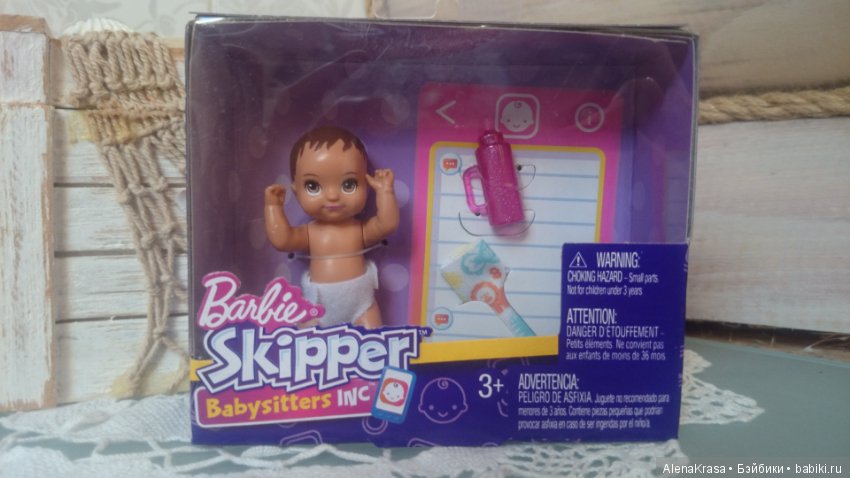 Barbie®
Skipper™
Babysitters INC™
3+
WARNING:
CHOKING HAZARD – Small parts.
Not for children under 3 years
ATTENTION:
DANGER D'ÉTOUFFEMENT –
Petits éléments. Ne convient pas
aux enfants de moins de 36 mois.
ADVERTENCIA:
PELIGRO DE ASFIXIA. Juguete no recomendado para
menores de 3 años. Contiene piezas pequeñas que podrían
provocar asfixia en caso de ser ingeridas por el niño/a.
AlenaKrasa • Бэйбики • babiki.ru